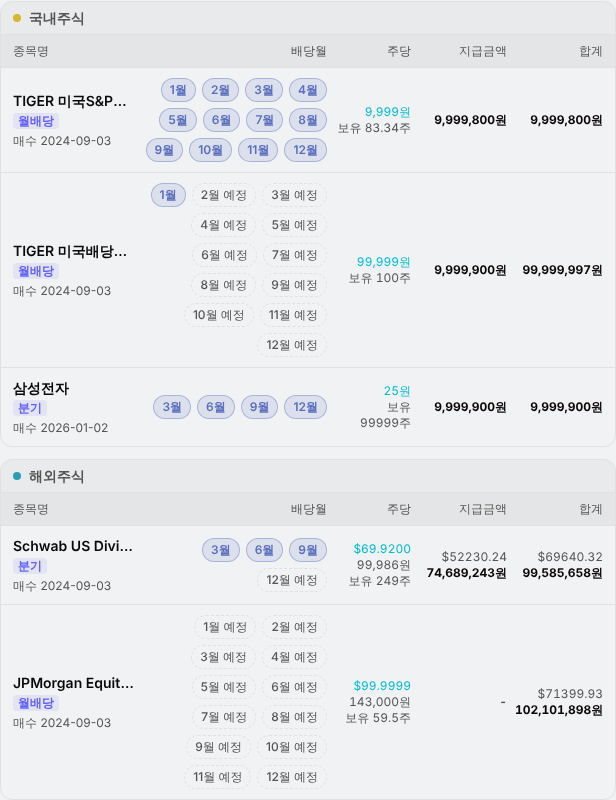 국내주식
종목명 배당월 주당 지급금액 합계
TIGER 미국S&P...
월배당
매수 2024-09-03
1월 2월 3월 4월
5월 6월 7월 8월
9월 10월 11월 12월
9,999원
보유 83.34주
9,999,800원 9,999,800원
TIGER 미국배당...
월배당
매수 2024-09-03
1월 2월 예정 3월 예정
4월 예정 5월 예정
6월 예정 7월 예정
8월 예정 9월 예정
10월 예정 11월 예정
12월 예정
99,999원
보유 100주
9,999,900원 99,999,997원
삼성전자
분기
매수 2026-01-02
3월 6월 9월 12월
25원
보유
99999주
9,999,900원 9,999,900원
해외주식
종목명 배당월 주당 지급금액 합계
Schwab US Divi...
분기
매수 2024-09-03
3월 6월 9월
12월 예정
$69.9200
99,986원
보유 249주
$52230.24
74,689,243원
$69640.32
99,585,658원
JPMorgan Equit...
월배당
매수 2024-09-03
1월 예정 2월 예정
3월 예정 4월 예정
5월 예정 6월 예정
7월 예정 8월 예정
9월 예정 10월 예정
11월 예정 12월 예정
$99.9999
143,000원
보유 59.5주
-
$71399.93
102,101,898원